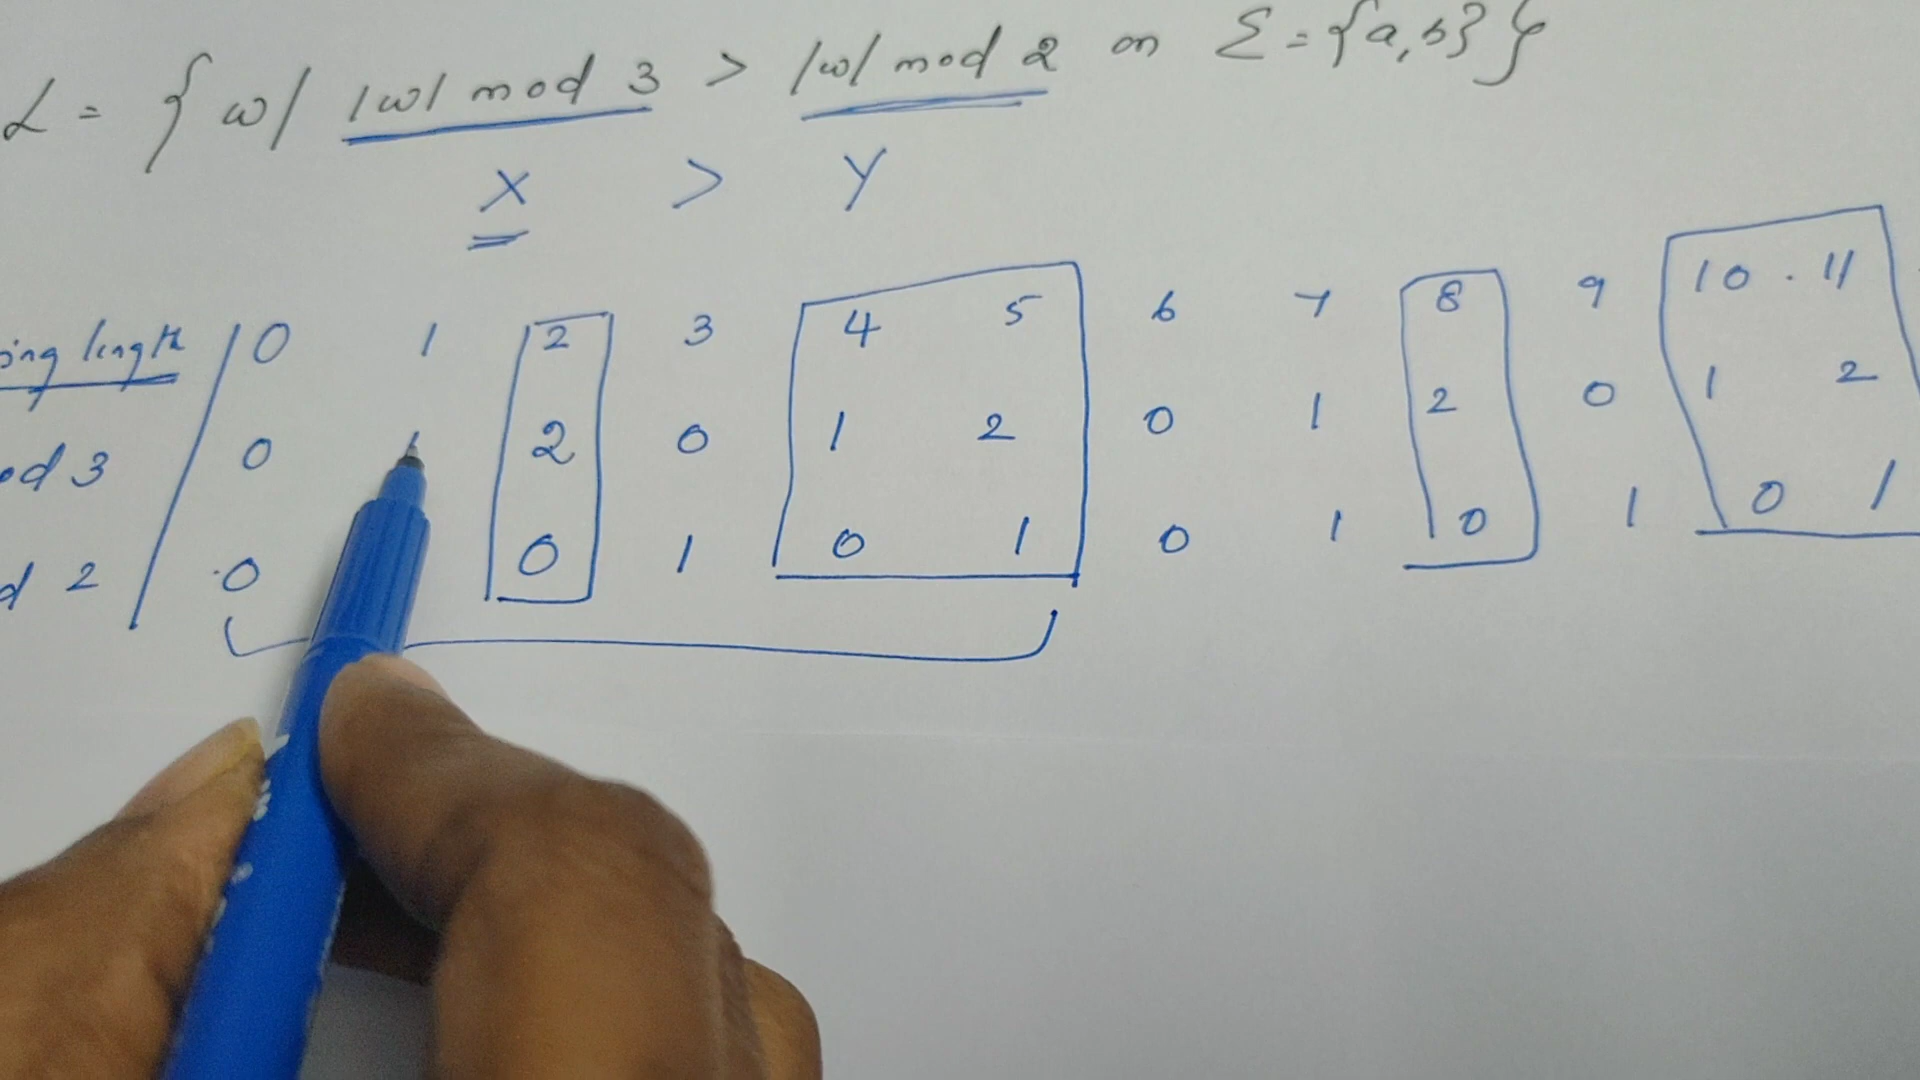 L = { w / |w| mod 3 > |w| mod 2 on Σ = {a, b} }
X > Y
ing length 0 1 2 3 4 5 6 7 8 9 10 . 11
od 3 0 1 2 0 1 2 0 1 2 0 1 2
d 2 0 0 1 0 1 0 1 0 1 0 1